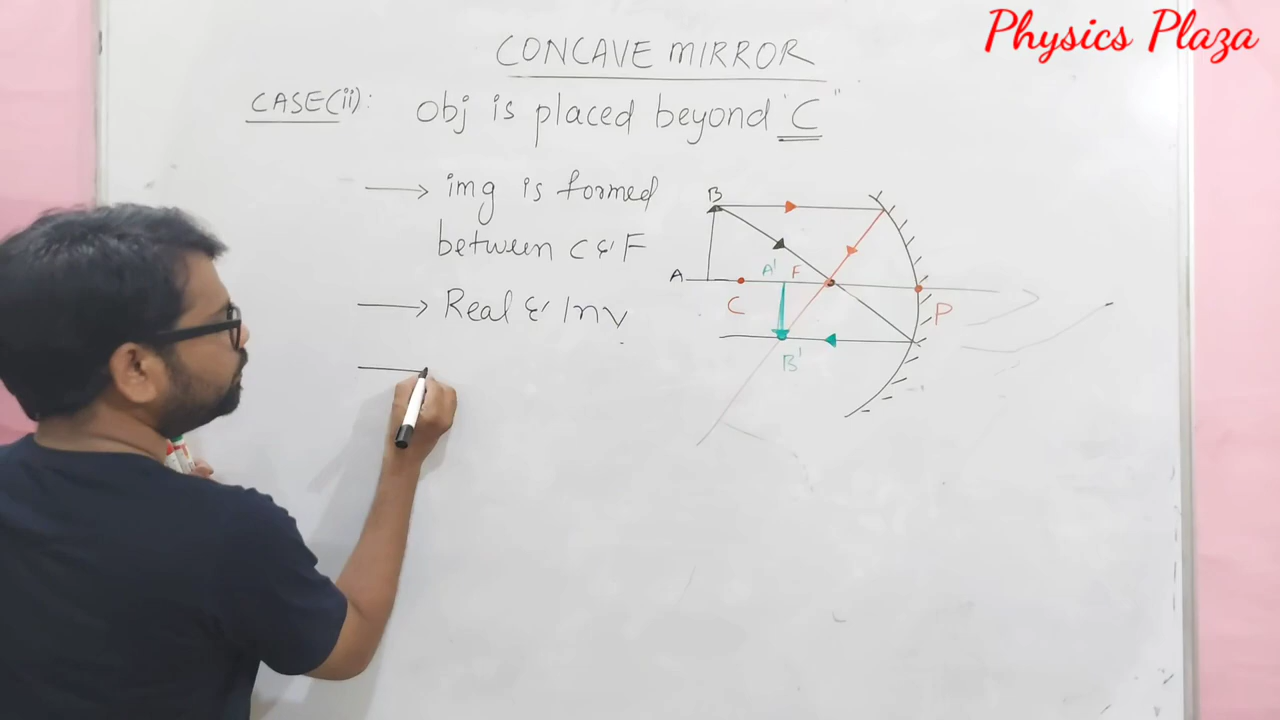 Physics Plaza
CONCAVE MIRROR
CASE(ii): obj is placed beyond "C"
→ img is formed
between C & F
→ Real & Inv
B
A
C
A'
F
P
B'